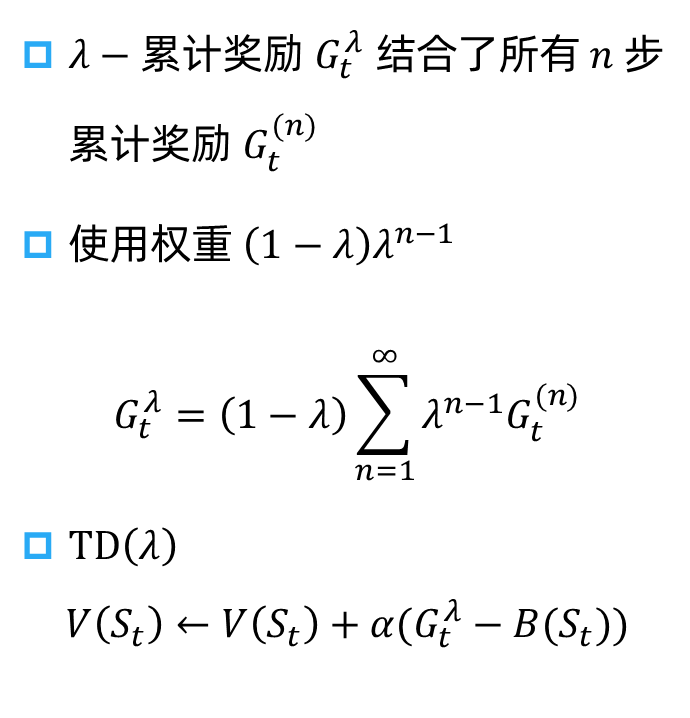 λ − 累计奖励 G_t^λ 结合了所有 n 步
累计奖励 G_t^{(n)}
使用权重 (1 − λ)λ^{n−1}
G_t^λ = (1 − λ) ∑_{n=1}^{∞} λ^{n−1} G_t^{(n)}
TD(λ)
V(S_t) ← V(S_t) + α(G_t^λ − B(S_t))